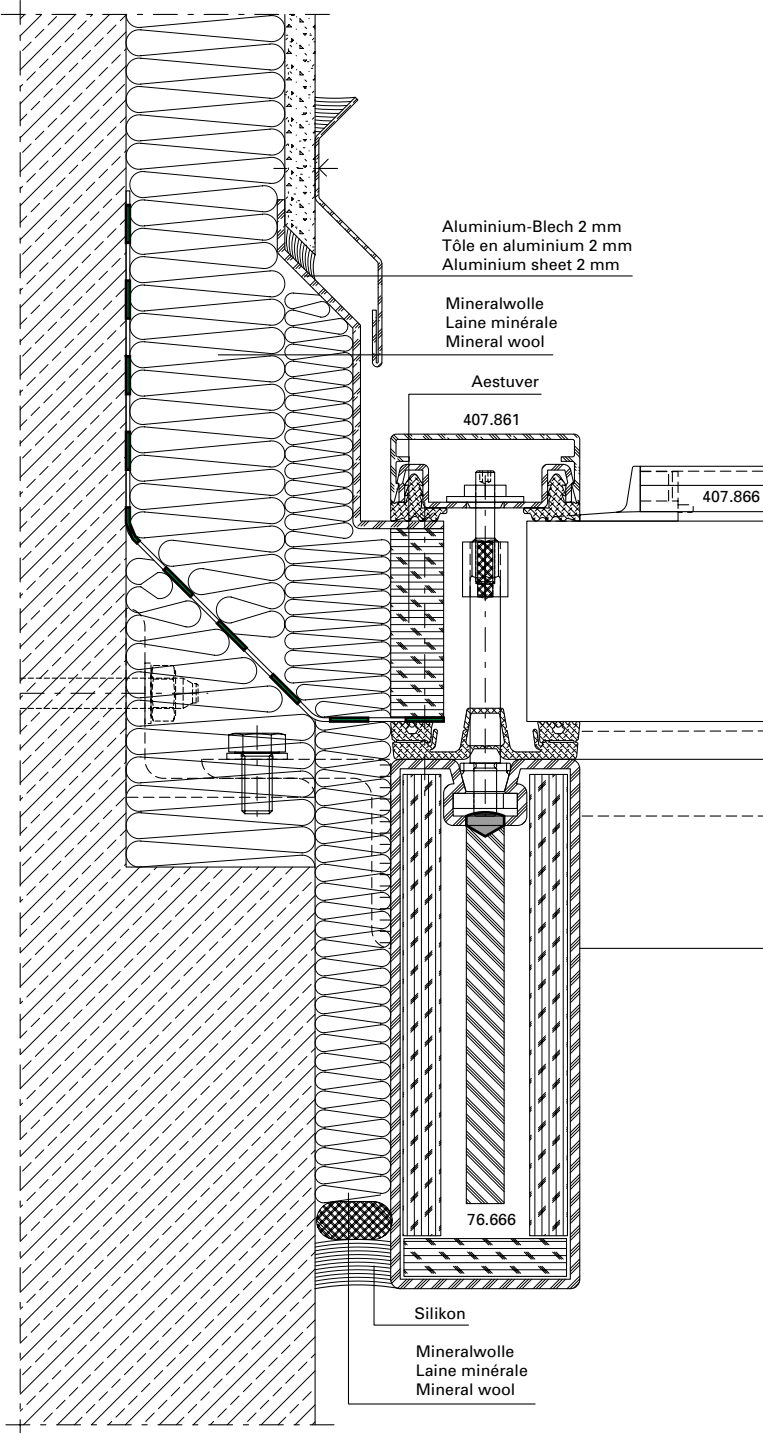 Aluminium-Blech 2 mm
Tôle en aluminium 2 mm
Aluminium sheet 2 mm
Mineralwolle
Laine minérale
Mineral wool
Aestuver
407.861
407.866
76.666
Silikon
Mineralwolle
Laine minérale
Mineral wool